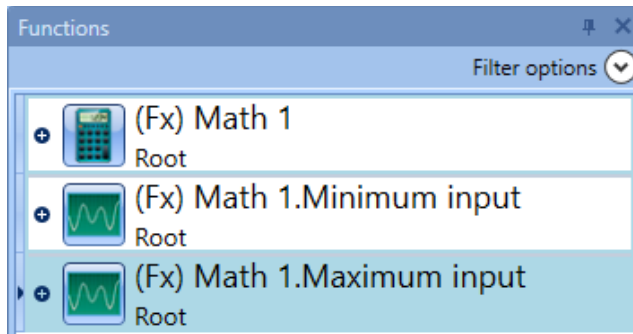 Functions
Filter options
(Fx) Math 1
Root
(Fx) Math 1.Minimum input
Root
(Fx) Math 1.Maximum input
Root